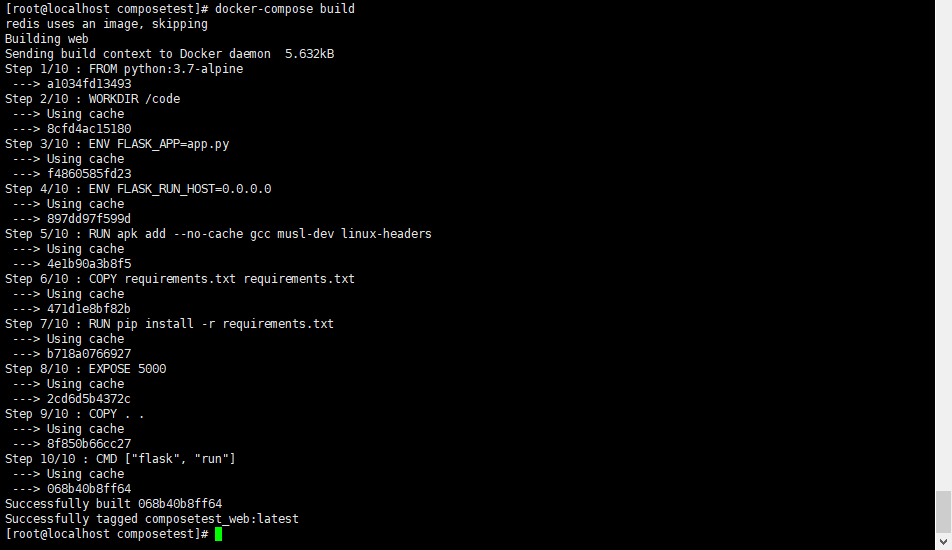 [root@localhost composetest]# docker-compose build
redis uses an image, skipping
Building web
Sending build context to Docker daemon  5.632kB
Step 1/10 : FROM python:3.7-alpine
 ---> a1034fd13493
Step 2/10 : WORKDIR /code
 ---> Using cache
 ---> 8cfd4ac15180
Step 3/10 : ENV FLASK_APP=app.py
 ---> Using cache
 ---> f4860585fd23
Step 4/10 : ENV FLASK_RUN_HOST=0.0.0.0
 ---> Using cache
 ---> 897dd97f599d
Step 5/10 : RUN apk add --no-cache gcc musl-dev linux-headers
 ---> Using cache
 ---> 4e1b90a3b8f5
Step 6/10 : COPY requirements.txt requirements.txt
 ---> Using cache
 ---> 471d1e8bf82b
Step 7/10 : RUN pip install -r requirements.txt
 ---> Using cache
 ---> b718a0766927
Step 8/10 : EXPOSE 5000
 ---> Using cache
 ---> 2cd6d5b4372c
Step 9/10 : COPY . .
 ---> Using cache
 ---> 8f850b66cc27
Step 10/10 : CMD ["flask", "run"]
 ---> Using cache
 ---> 068b40b8ff64
Successfully built 068b40b8ff64
Successfully tagged composetest_web:latest
[root@localhost composetest]#